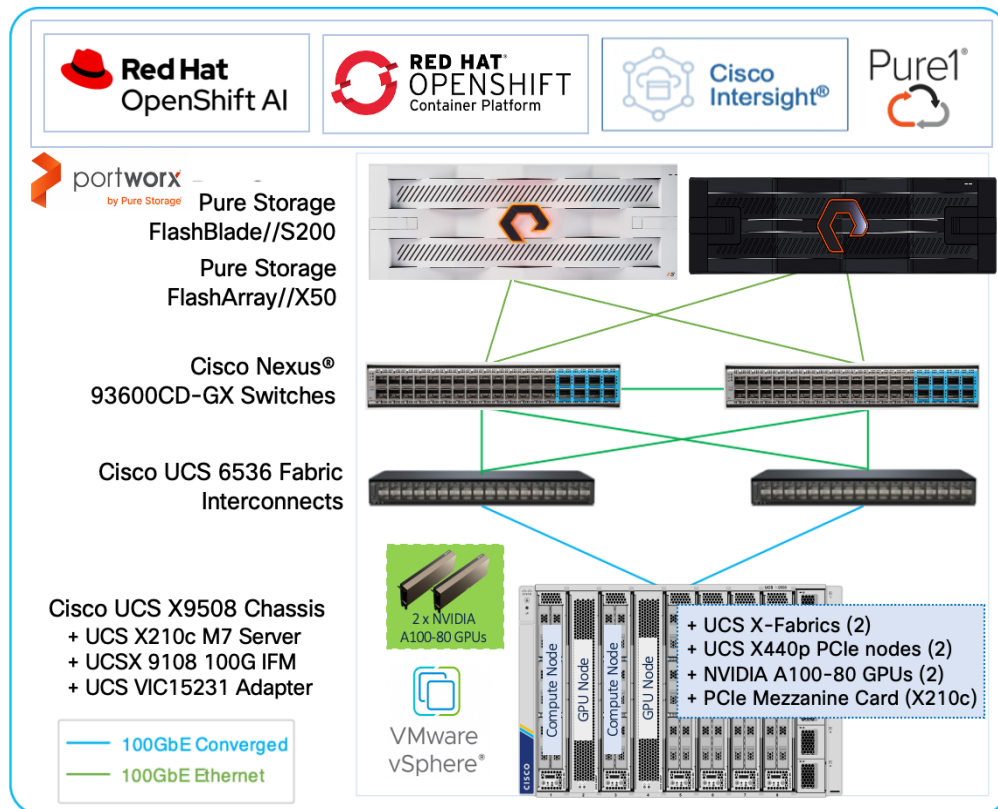 Red Hat
OpenShift AI
RED HAT®
OPENSHIFT
Container Platform
Cisco
Intersight®
Pure1®
portworx
by Pure Storage
Pure Storage
FlashBlade//S200
Pure Storage
FlashArray//X50
Cisco Nexus®
93600CD-GX Switches
Cisco UCS 6536 Fabric
Interconnects
2 x NVIDIA
A100-80 GPUs
Cisco UCS X9508 Chassis
+ UCS X210c M7 Server
+ UCSX 9108 100G IFM
+ UCS VIC15231 Adapter
VMware
vSphere®
Compute Node
GPU Node
Compute Node
GPU Node
+ UCS X-Fabrics (2)
+ UCS X440p PCIe nodes (2)
+ NVIDIA A100-80 GPUs (2)
+ PCIe Mezzanine Card (X210c)
CISCO
100GbE Converged
100GbE Ethernet